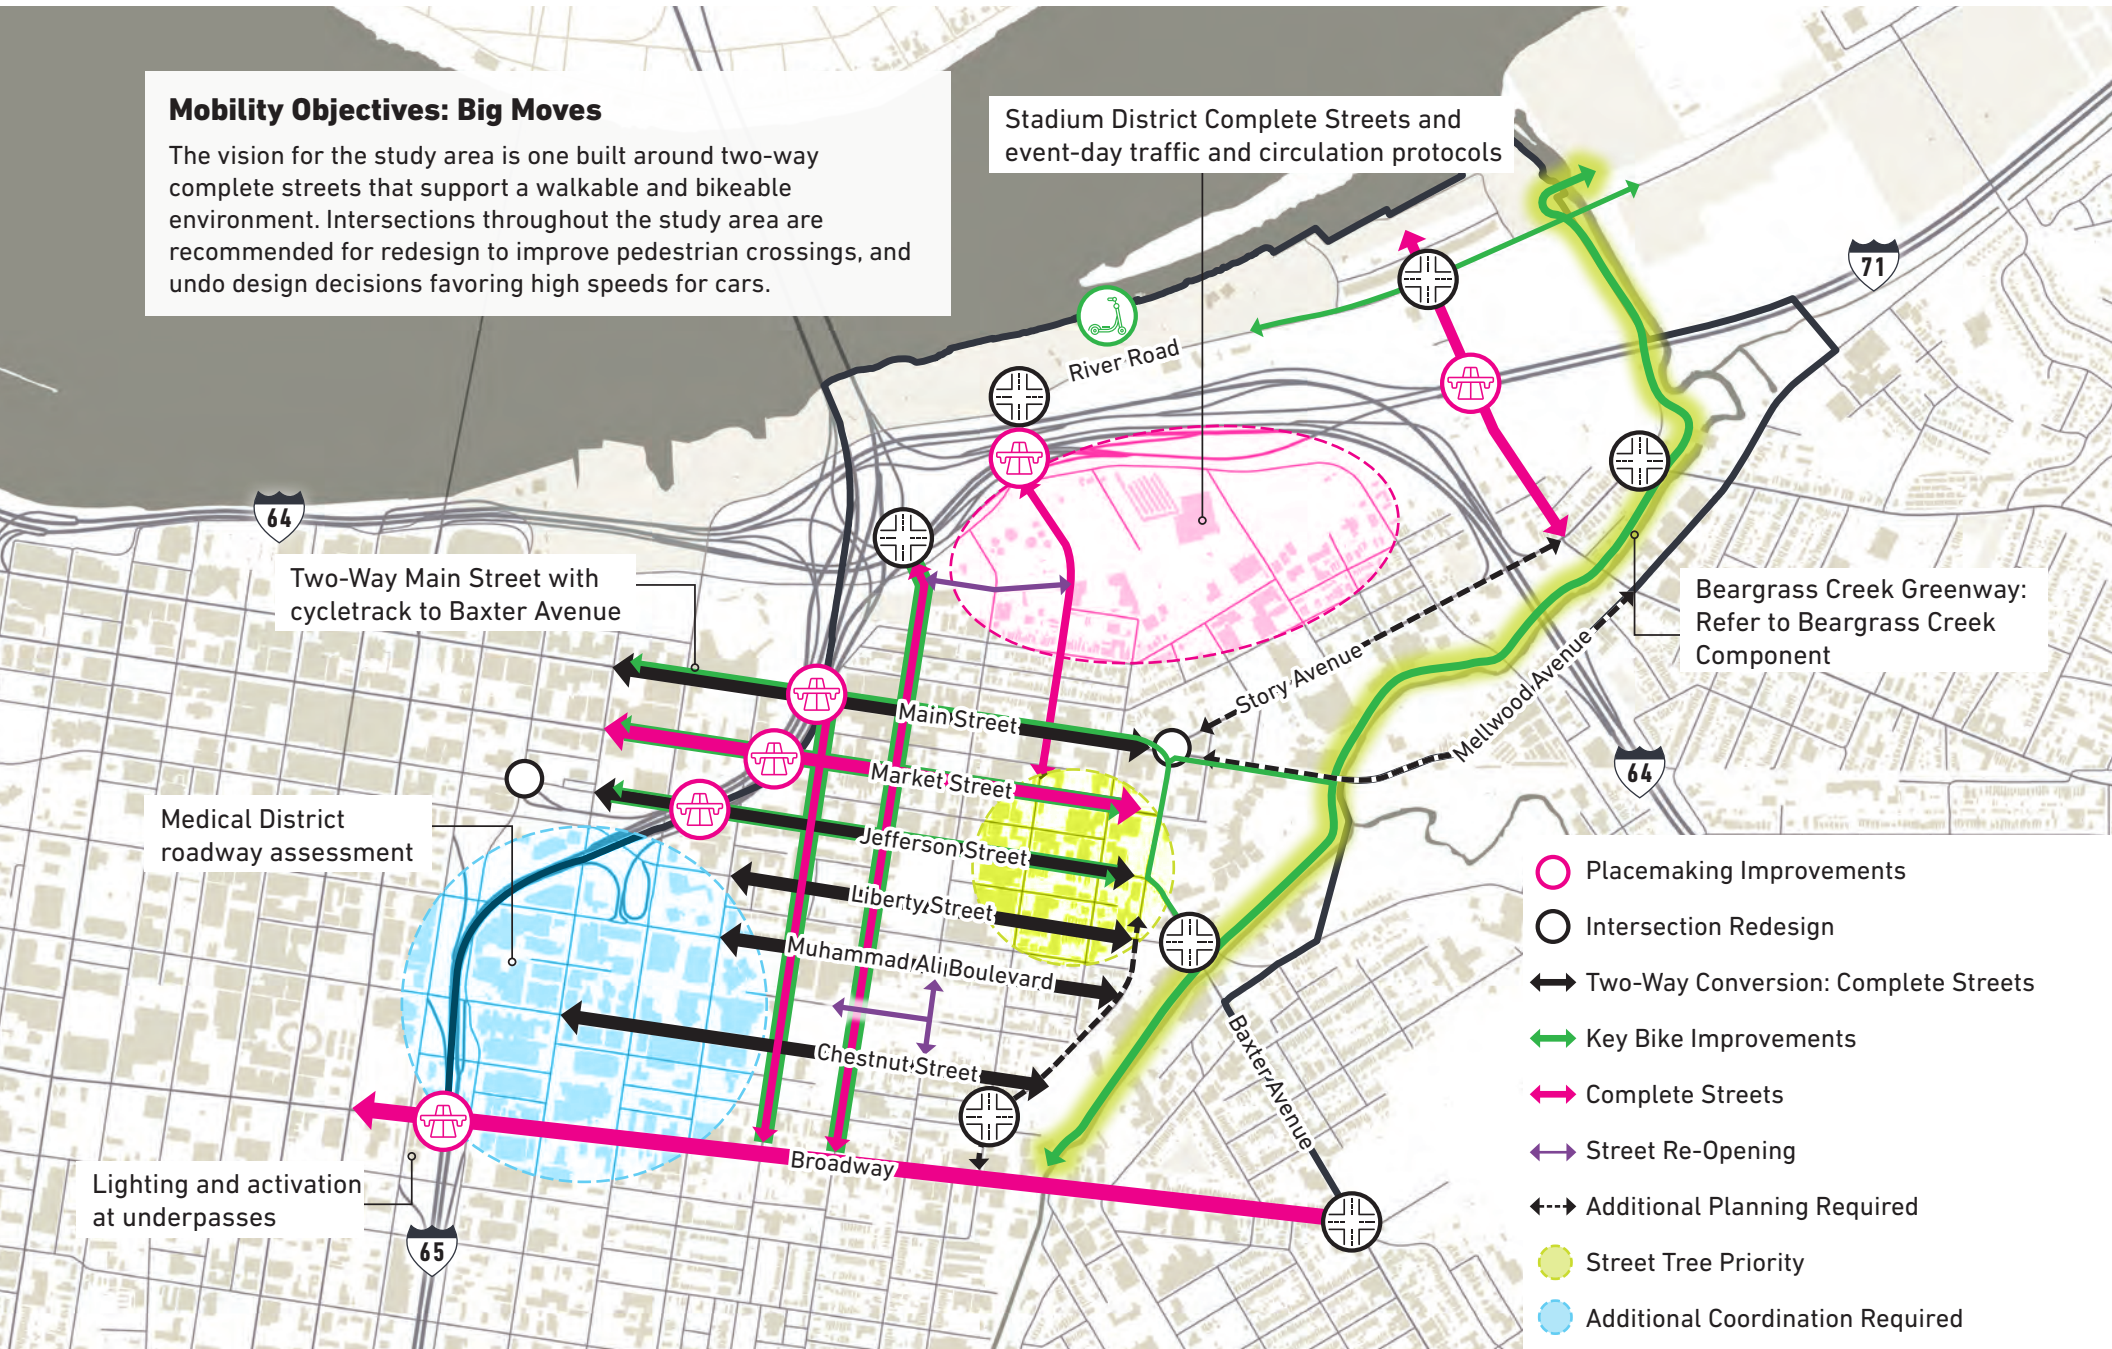 Mobility Objectives: Big Moves
The vision for the study area is one built around two-way
complete streets that support a walkable and bikeable
environment. Intersections throughout the study area are
recommended for redesign to improve pedestrian crossings, and
undo design decisions favoring high speeds for cars.
Stadium District Complete Streets and
event-day traffic and circulation protocols
71
River Road
64
Two-Way Main Street with
cycletrack to Baxter Avenue
Beargrass Creek Greenway:
Refer to Beargrass Creek
Component
Story Avenue
Mellwood Avenue
Main Street
Market Street
64
Medical District
roadway assessment
Jefferson Street
Liberty Street
Muhammad Ali Boulevard
Chestnut Street
Baxter Avenue
Broadway
Lighting and activation
at underpasses
65
Placemaking Improvements
Intersection Redesign
Two-Way Conversion: Complete Streets
Key Bike Improvements
Complete Streets
Street Re-Opening
Additional Planning Required
Street Tree Priority
Additional Coordination Required